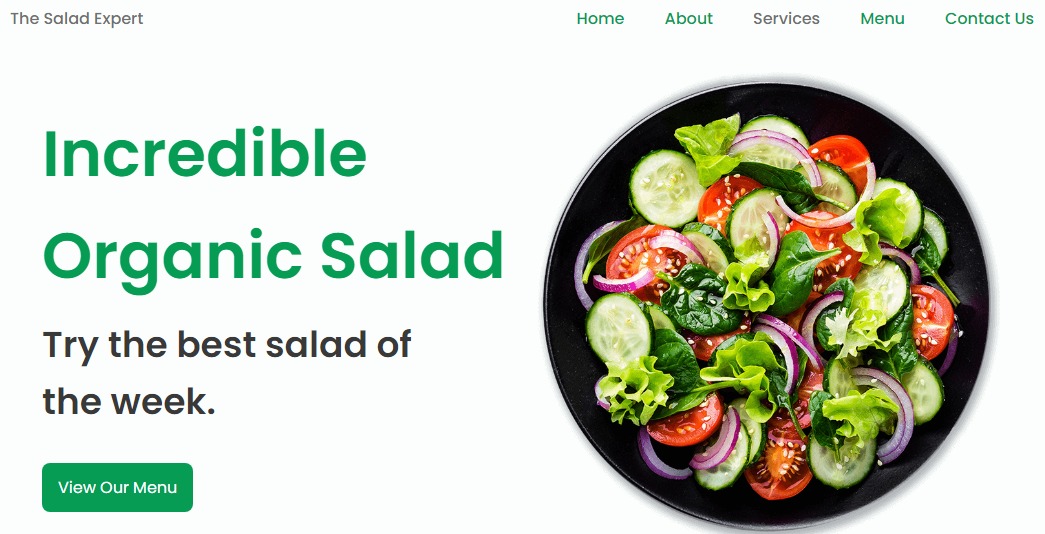 The Salad Expert
Home About Services Menu Contact Us
Incredible
Organic Salad
Try the best salad of
the week.
View Our Menu